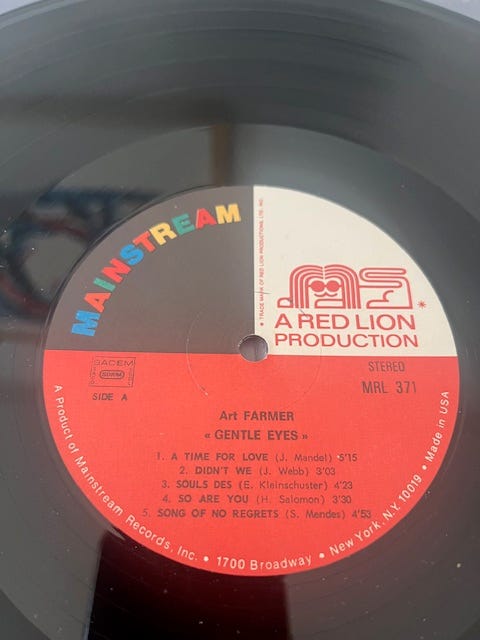 MAINSTREAM
* TRADE MARK OF RED LION PRODUCTIONS, LTD., INC.
MS*
A RED LION
PRODUCTION
SACEM
SDRM
STEREO
MRL 371
SIDE A
Art FARMER
« GENTLE EYES »
1. A TIME FOR LOVE (J. Mandel) 5'15
2. DIDN'T WE (J. Webb) 3'03
3. SOULS DES (E. Kleinschuster) 4'23
4. SO ARE YOU (H. Salomon) 3'30
5. SONG OF NO REGRETS (S. Mendes) 4'53
A Product of Mainstream Records, Inc. • 1700 Broadway • New York, N.Y. 10019 • Made in USA